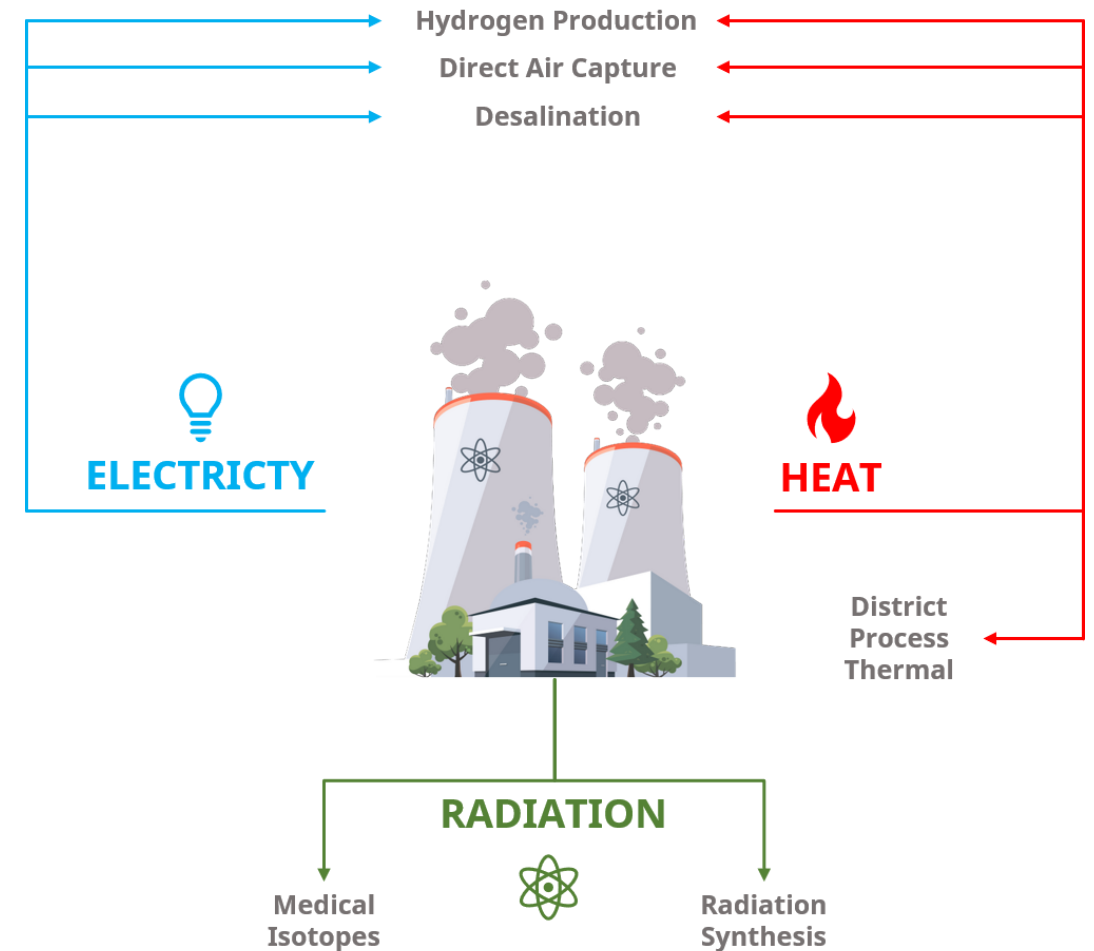 Hydrogen Production
Direct Air Capture
Desalination
ELECTRICTY
HEAT
District
Process
Thermal
RADIATION
Medical
Isotopes
Radiation
Synthesis